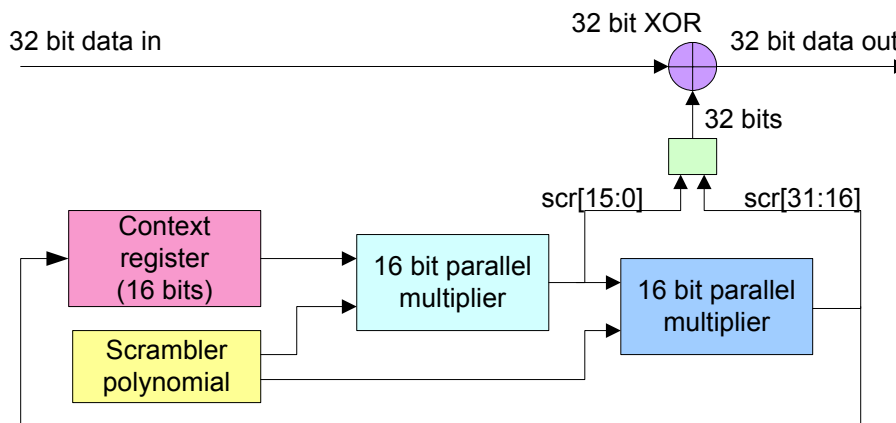 32 bit data in
32 bit XOR
32 bit data out
32 bits
scr[15:0]
scr[31:16]
Context
register
(16 bits)
16 bit parallel
multiplier
16 bit parallel
multiplier
Scrambler
polynomial